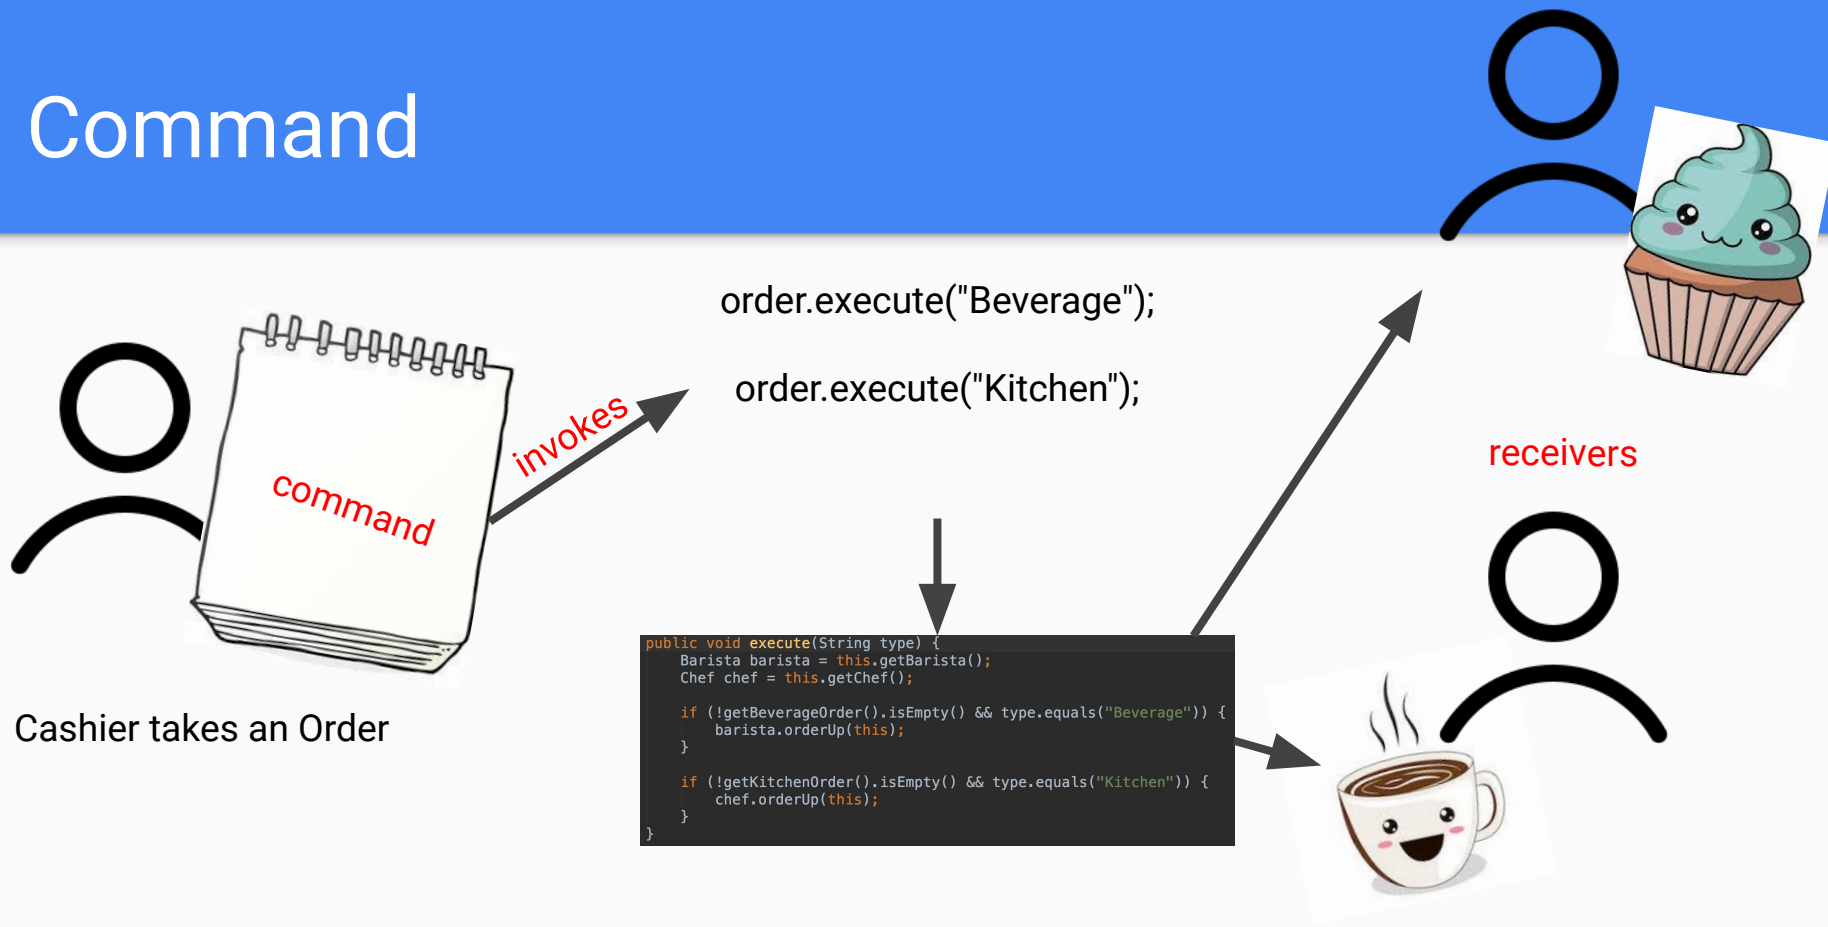 Command
order.execute("Beverage");
order.execute("Kitchen");
invokes
command
receivers
Cashier takes an Order
public void execute(String type) {
    Barista barista = this.getBarista();
    Chef chef = this.getChef();
    if (!getBeverageOrder().isEmpty() && type.equals("Beverage")) {
        barista.orderUp(this);
    }
    if (!getKitchenOrder().isEmpty() && type.equals("Kitchen")) {
        chef.orderUp(this);
    }
}